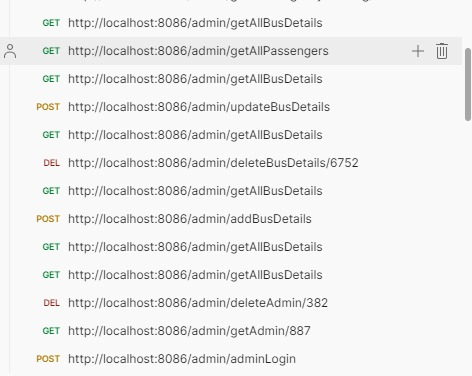 GET http://localhost:8086/admin/getAllBusDetails
GET http://localhost:8086/admin/getAllPassengers
GET http://localhost:8086/admin/getAllBusDetails
POST http://localhost:8086/admin/updateBusDetails
GET http://localhost:8086/admin/getAllBusDetails
DEL http://localhost:8086/admin/deleteBusDetails/6752
GET http://localhost:8086/admin/getAllBusDetails
POST http://localhost:8086/admin/addBusDetails
GET http://localhost:8086/admin/getAllBusDetails
GET http://localhost:8086/admin/getAllBusDetails
DEL http://localhost:8086/admin/deleteAdmin/382
GET http://localhost:8086/admin/getAdmin/887
POST http://localhost:8086/admin/adminLogin